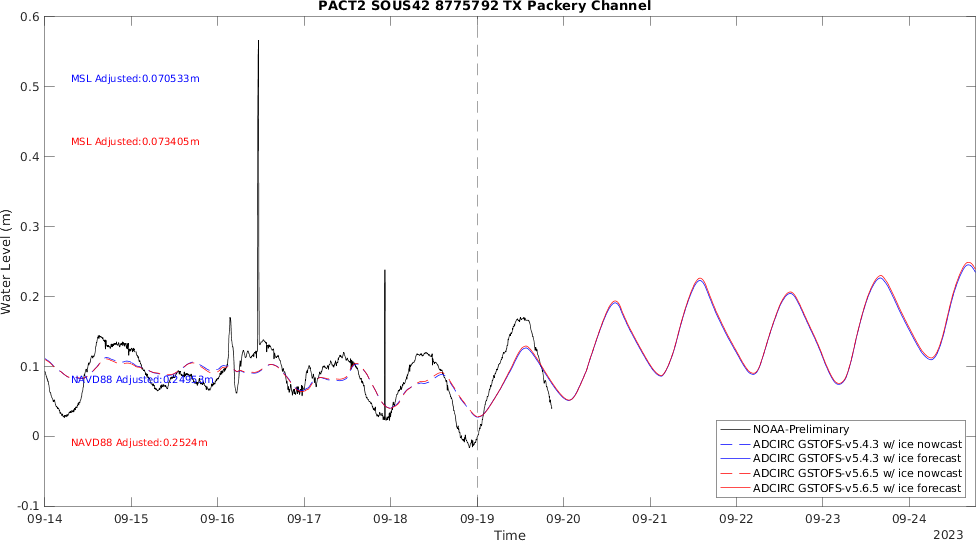 PACT2 SOUS42 8775792 TX Packery Channel
0.6
0.5
0.4
0.3
0.2
0.1
0
-0.1
Water Level (m)
MSL Adjusted:0.070533m
MSL Adjusted:0.073405m
NAVD88 Adjusted:0.24953m
NAVD88 Adjusted:0.2524m
NOAA-Preliminary
ADCIRC GSTOFS-v5.4.3 w/ ice nowcast
ADCIRC GSTOFS-v5.4.3 w/ ice forecast
ADCIRC GSTOFS-v5.6.5 w/ ice nowcast
ADCIRC GSTOFS-v5.6.5 w/ ice forecast
09-14 09-15 09-16 09-17 09-18 09-19 09-20 09-21 09-22 09-23 09-24
Time
2023